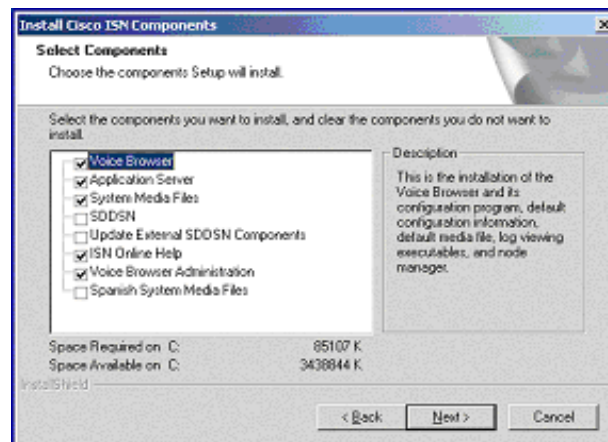 Install Cisco ISN Components
Select Components
Choose the components Setup will install.
Select the components you want to install, and clear the components you do not want to
install.
Voice Browser
Application Server
System Media Files
SDDSN
Update External SDDSN Components
ISN Online Help
Voice Browser Administration
Spanish System Media Files
Description
This is the installation of the
Voice Browser and its
configuration program, default
configuration information,
default media file, log viewing
executables, and node
manager.
Space Required on C: 85107 K
Space Available on C: 3438844 K
InstallShield
< Back Next > Cancel